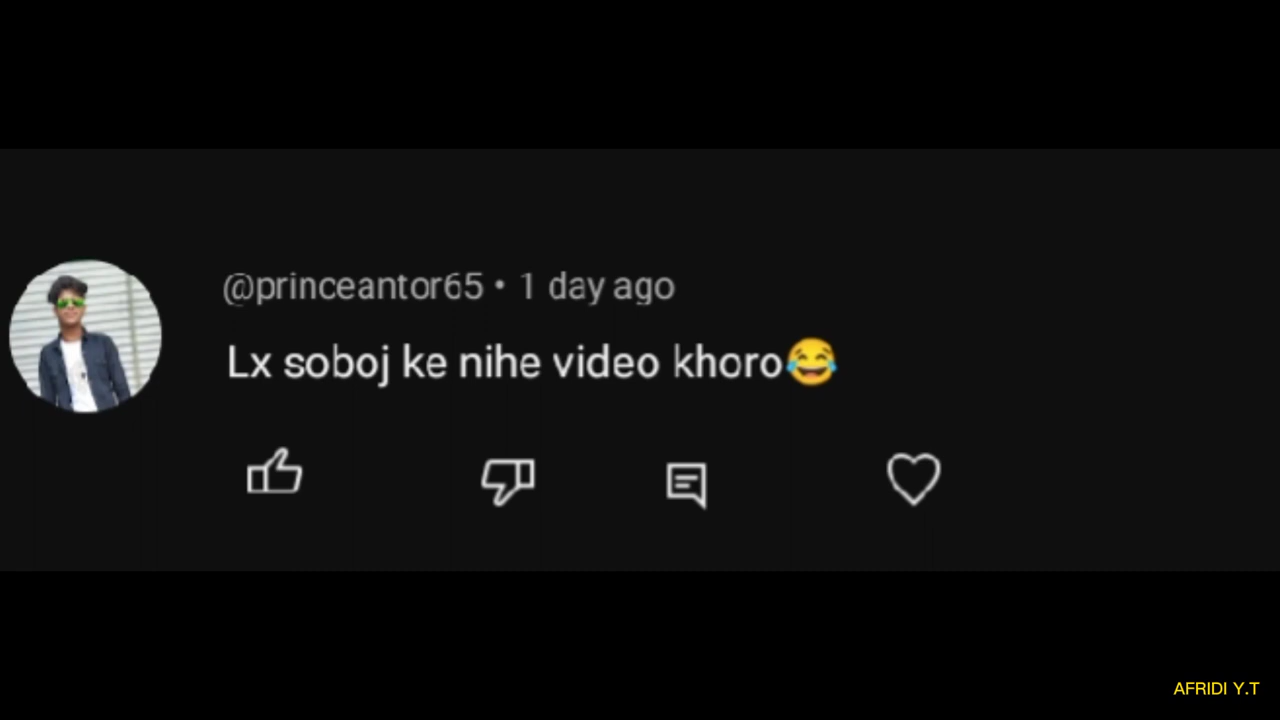 @princeantor65 • 1 day ago
Lx soboj ke nihe video khoro😂
AFRIDI Y.T